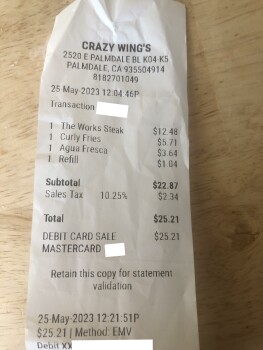 CRAZY WING'S
2520 E PALMDALE BL K04-K5
PALMDALE, CA 935504914
8182701049
25-May-2023 12:04:46P
Transaction
1 The Works Steak $12.48
1 Curly Fries $5.71
1 Agua Fresca $3.64
1 Refill $1.04
Subtotal $22.87
Sales Tax 10.25% $2.34
Total $25.21
DEBIT CARD SALE $25.21
MASTERCARD
Retain this copy for statement
validation
25-May-2023 12:21:51P
$25.21 | Method: EMV
Debit XX